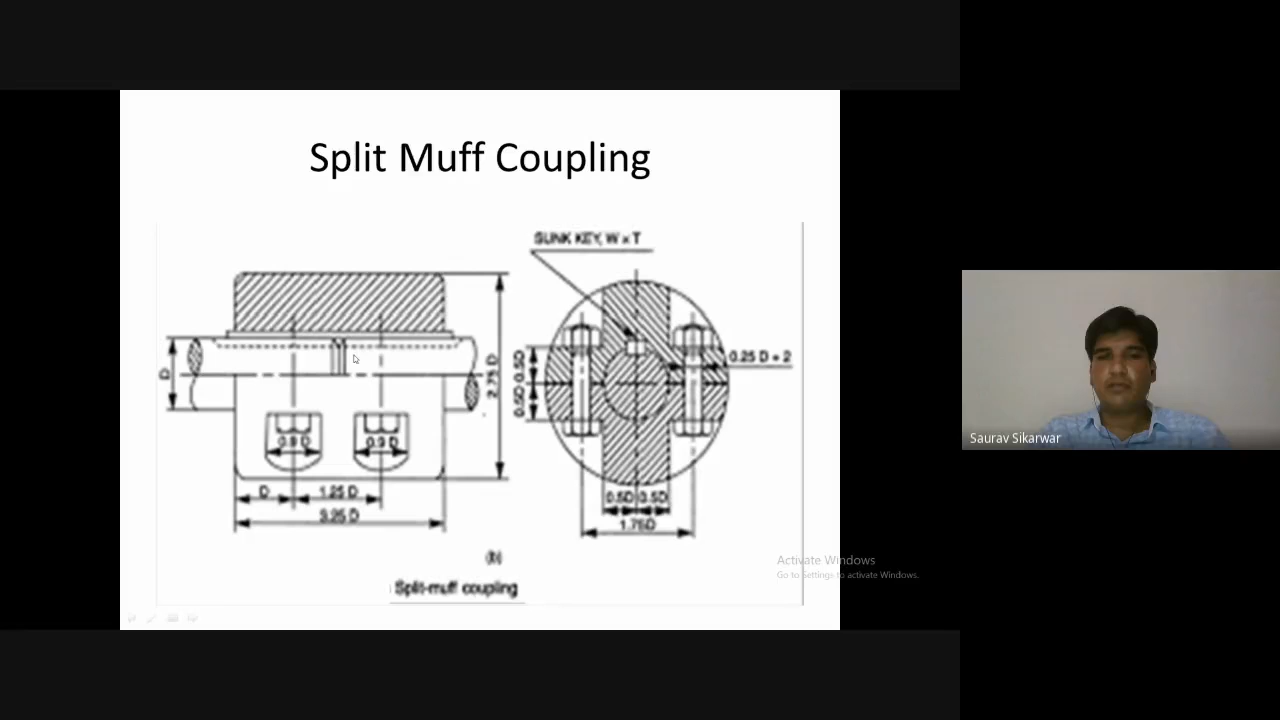 Split Muff Coupling
SUNK KEY, W x T
D
2.75 D
0.5D 0.5D
0.25 D + 2
0.9 D
0.9 D
D
1.25 D
3.25 D
0.5D 0.5D
1.75D
(b)
Split-muff coupling
Saurav Sikarwar
Activate Windows
Go to Settings to activate Windows.